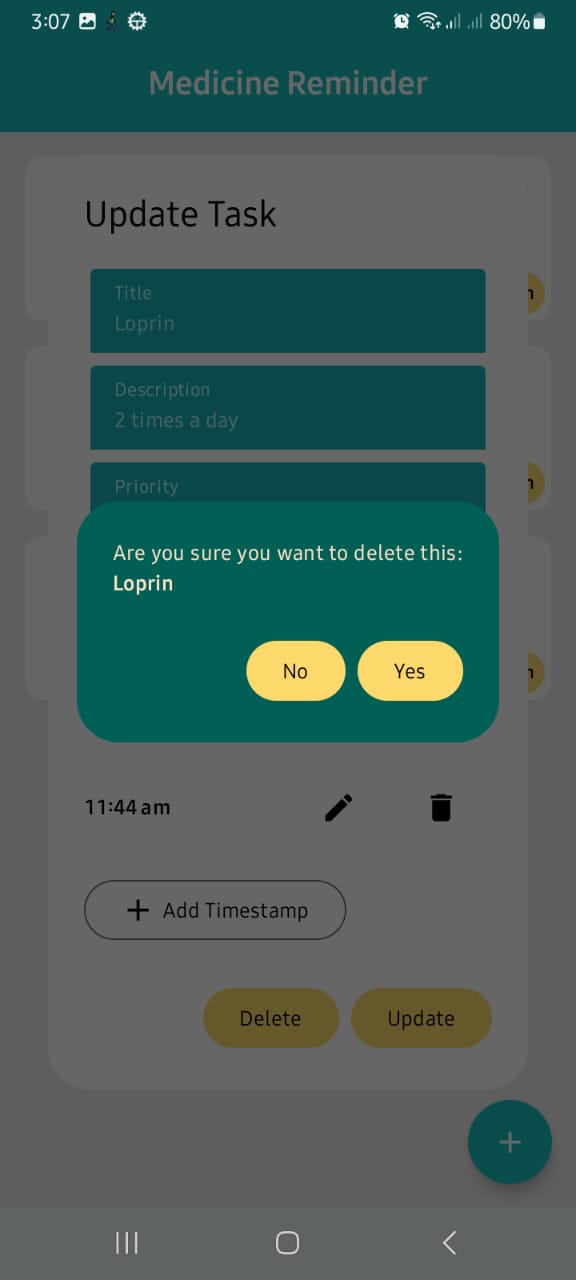 3:07 80%
Medicine Reminder
Update Task
Title
Loprin
Description
2 times a day
Priority
Are you sure you want to delete this:
Loprin
No Yes
11:44 am
Add Timestamp
Delete Update